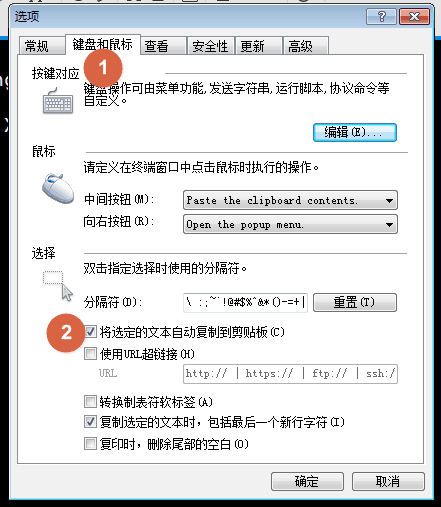 选项
常规 键盘和鼠标 查看 安全性 更新 高级
1
按键对应
键盘操作可由菜单功能, 发送字符串, 运行脚本, 协议命令等
自定义。
编辑(E)...
鼠标
请定义在终端窗口中点击鼠标时执行的操作。
中间按钮(M): Paste the clipboard contents.
向右按钮(R): Open the popup menu.
选择
双击指定选择时使用的分隔符。
分隔符(D): \ :;~`!@#$%^&*()-=+| 重置(T)
2
将选定的文本自动复制到剪贴板(C)
使用URL超链接(H)
URL http:// | https:// | ftp:// | ssh:/
转换制表符软标签(A)
复制选定的文本时, 包括最后一个新行字符(I)
复印时, 删除尾部的空白(O)
确定 取消